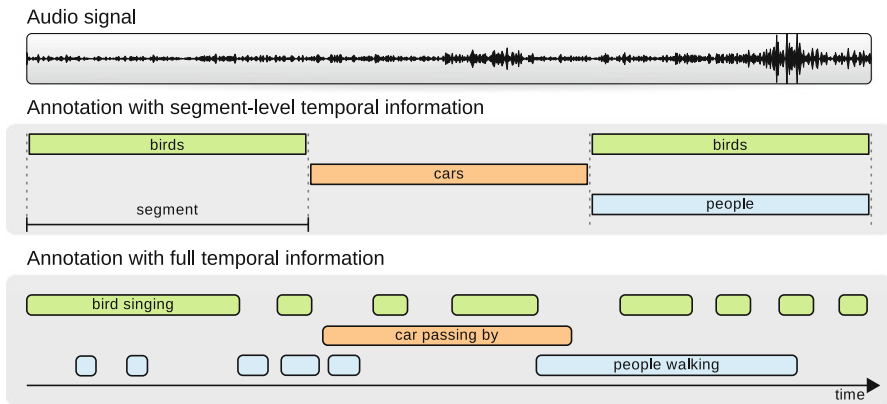 Audio signal
Annotation with segment-level temporal information
birds
birds
cars
people
segment
Annotation with full temporal information
bird singing
car passing by
people walking
time